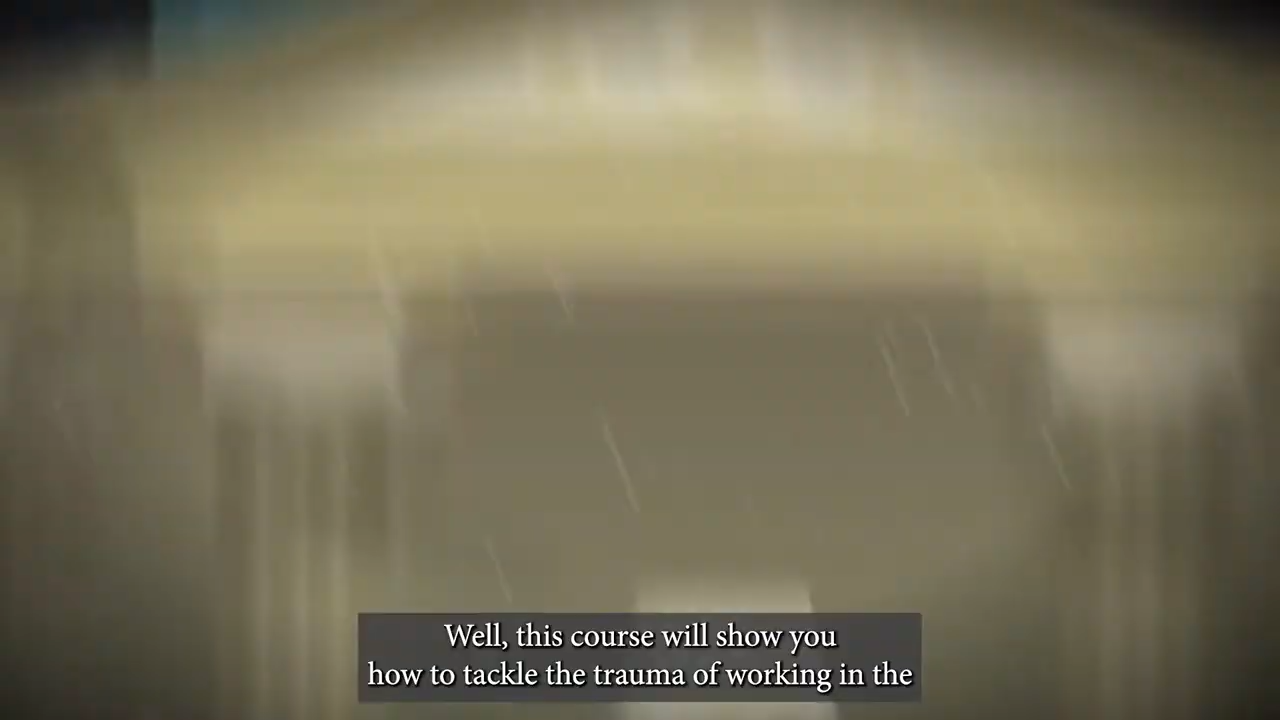 Well, this course will show you
how to tackle the trauma of working in the